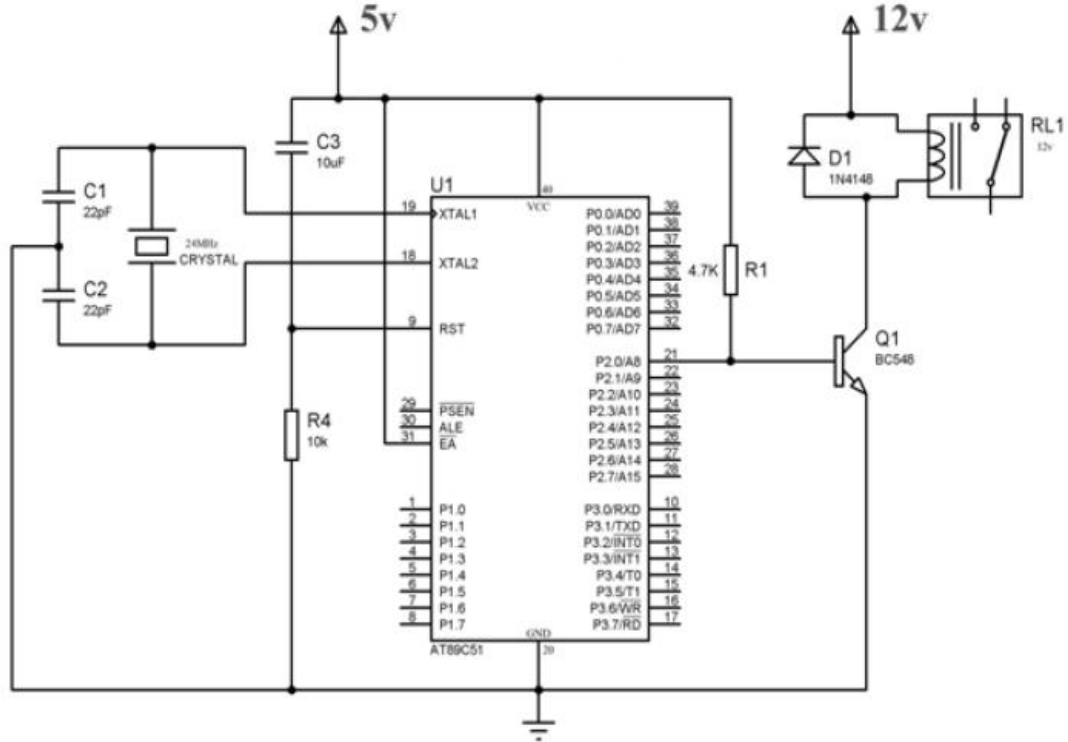 5v
12v
C3
10uF
RL1
12v
D1
1N4148
U1
C1
22pF
24MHz
CRYSTAL
C2
22pF
40
VCC
19
XTAL1
18
XTAL2
9
RST
29
PSEN
30
ALE
31
EA
1
P1.0
2
P1.1
3
P1.2
4
P1.3
5
P1.4
6
P1.5
7
P1.6
8
P1.7
P0.0/AD0
39
P0.1/AD1
38
P0.2/AD2
37
P0.3/AD3
36
P0.4/AD4
35
P0.5/AD5
34
P0.6/AD6
33
P0.7/AD7
32
P2.0/A8
21
P2.1/A9
22
P2.2/A10
23
P2.3/A11
24
P2.4/A12
25
P2.5/A13
26
P2.6/A14
27
P2.7/A15
28
P3.0/RXD
10
P3.1/TXD
11
P3.2/INT0
12
P3.3/INT1
13
P3.4/T0
14
P3.5/T1
15
P3.6/WR
16
P3.7/RD
17
4.7K
R1
Q1
BC548
R4
10k
GND
20
AT89C51